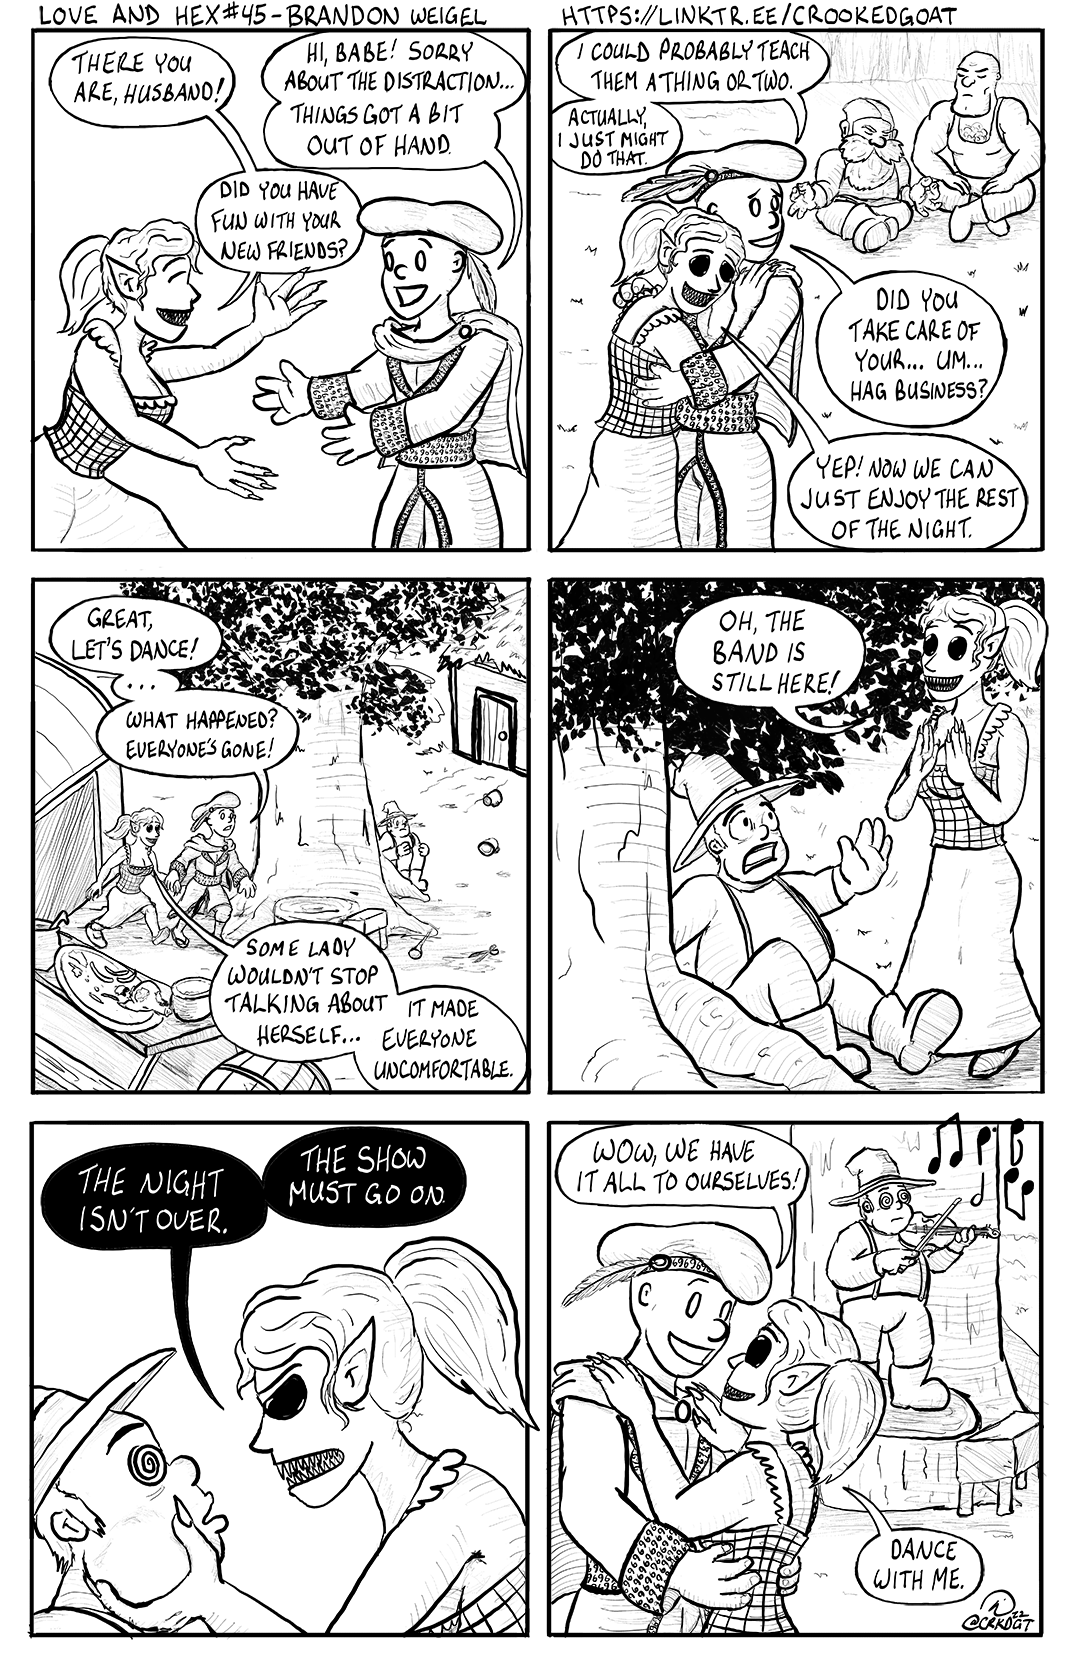 LOVE AND HEX #45 - BRANDON WEIGEL
HTTPS://LINKTR.EE/CROOKEDGOAT
THERE YOU
ARE, HUSBAND!
HI, BABE! SORRY
ABOUT THE DISTRACTION...
THINGS GOT A BIT
OUT OF HAND.
DID YOU HAVE
FUN WITH YOUR
NEW FRIENDS?
I COULD PROBABLY TEACH
THEM A THING OR TWO.
ACTUALLY,
I JUST MIGHT
DO THAT.
DID YOU
TAKE CARE OF
YOUR... UM...
HAG BUSINESS?
YEP! NOW WE CAN
JUST ENJOY THE REST
OF THE NIGHT.
GREAT,
LET'S DANCE!
...
WHAT HAPPENED?
EVERYONE'S GONE!
SOME LADY
WOULDN'T STOP
TALKING ABOUT
HERSELF...
IT MADE
EVERYONE
UNCOMFORTABLE.
OH, THE
BAND IS
STILL HERE!
THE NIGHT
ISN'T OVER.
THE SHOW
MUST GO ON.
WOW, WE HAVE
IT ALL TO OURSELVES!
DANCE
WITH ME.
22
@CRKDGT